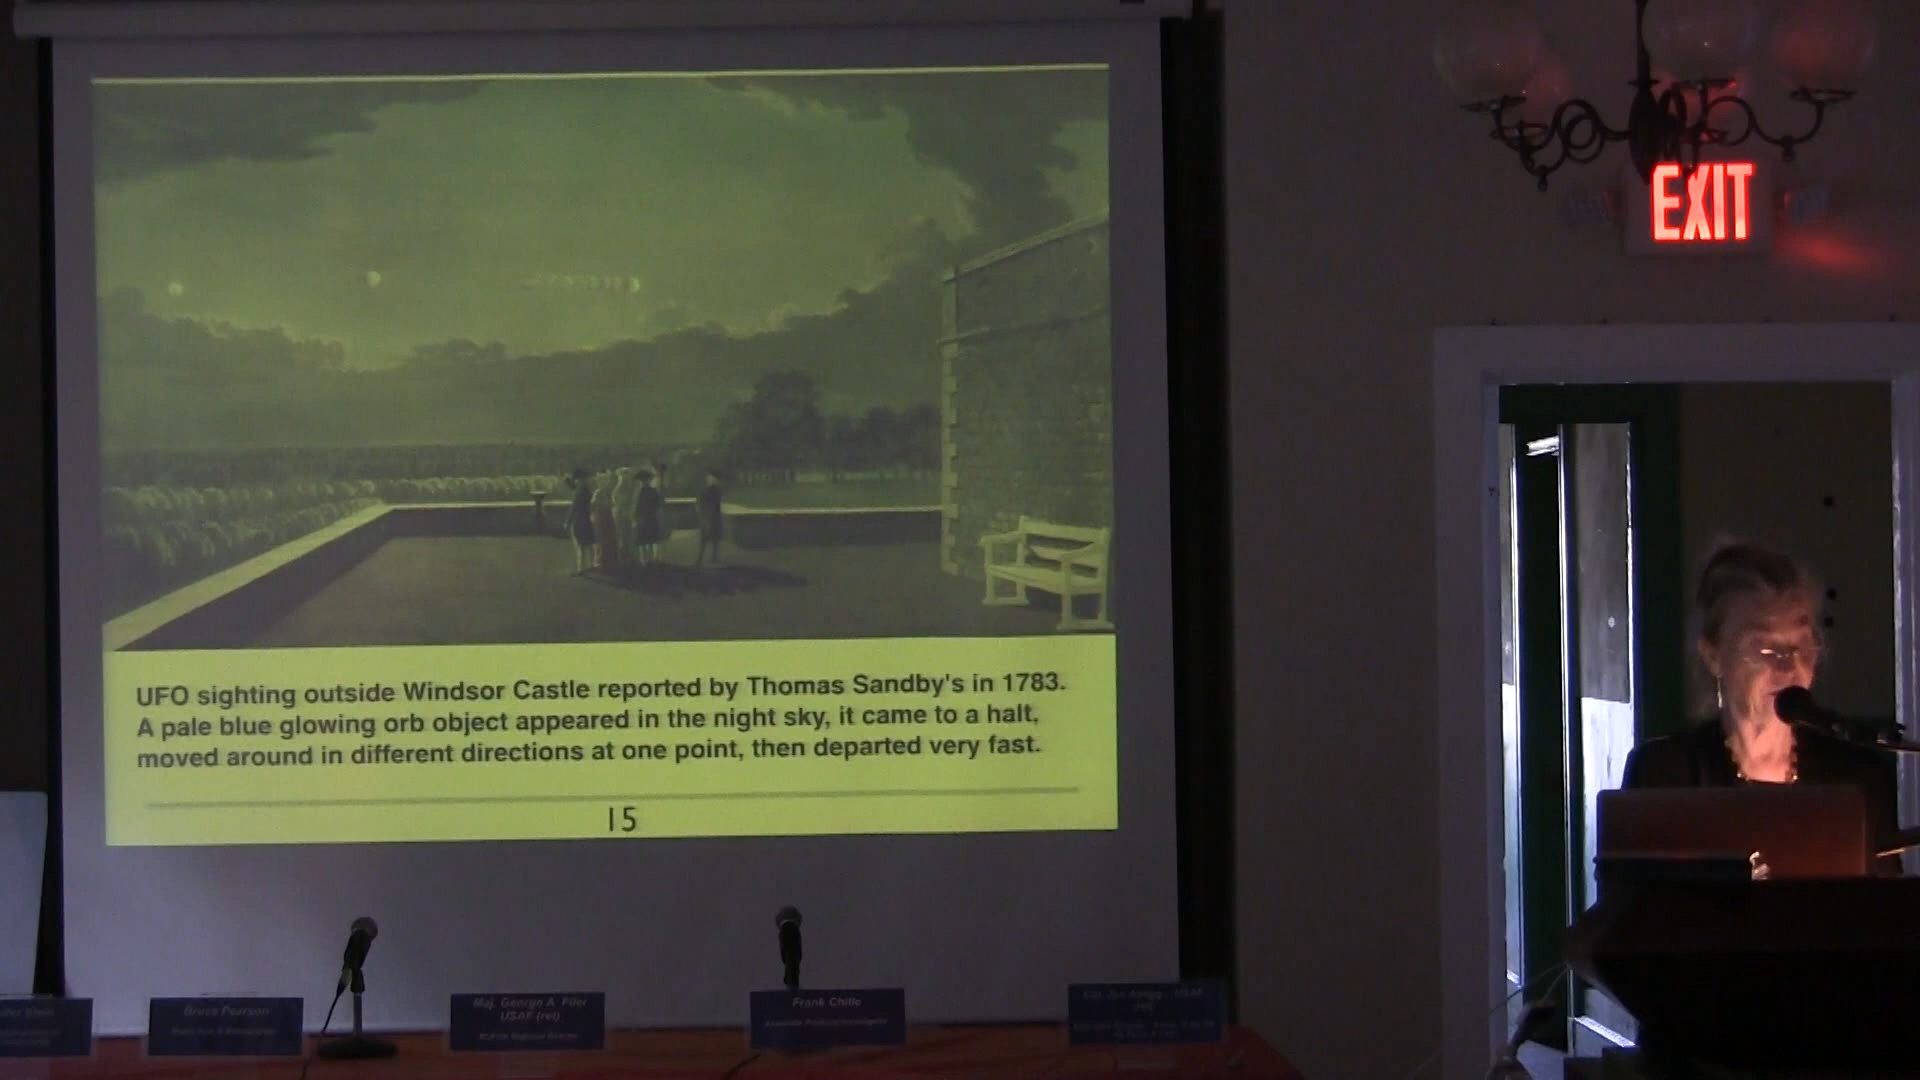 EXIT
UFO sighting outside Windsor Castle reported by Thomas Sandby's in 1783.
A pale blue glowing orb object appeared in the night sky, it came to a halt,
moved around in different directions at one point, then departed very fast.
15
Bruce Pearson
Maj. George A. Filer
USAF (ret)
Frank Chille